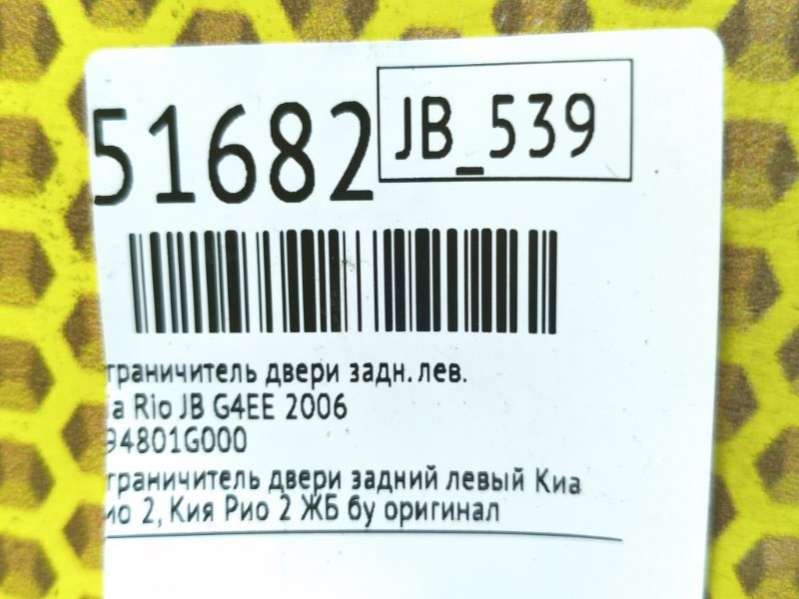 51682
JB_539
граничитель двери задн. лев.
ia Rio JB G4EE 2006
94801G000
граничитель двери задний левый Киа
ио 2, Кия Рио 2 ЖБ бу оригинал